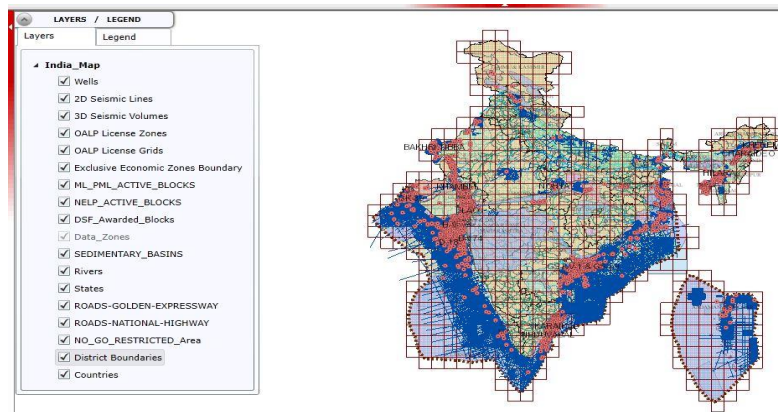 LAYERS / LEGEND
Layers
Legend
India_Map
Wells
2D Seismic Lines
3D Seismic Volumes
OALP License Zones
OALP License Grids
Exclusive Economic Zones Boundary
ML_PML_ACTIVE_BLOCKS
NELP_ACTIVE_BLOCKS
DSF_Awarded_Blocks
Data_Zones
SEDIMENTARY_BASINS
Rivers
States
ROADS-GOLDEN-EXPRESSWAY
ROADS-NATIONAL-HIGHWAY
NO_GO_RESTRICTED_Area
District Boundaries
Countries